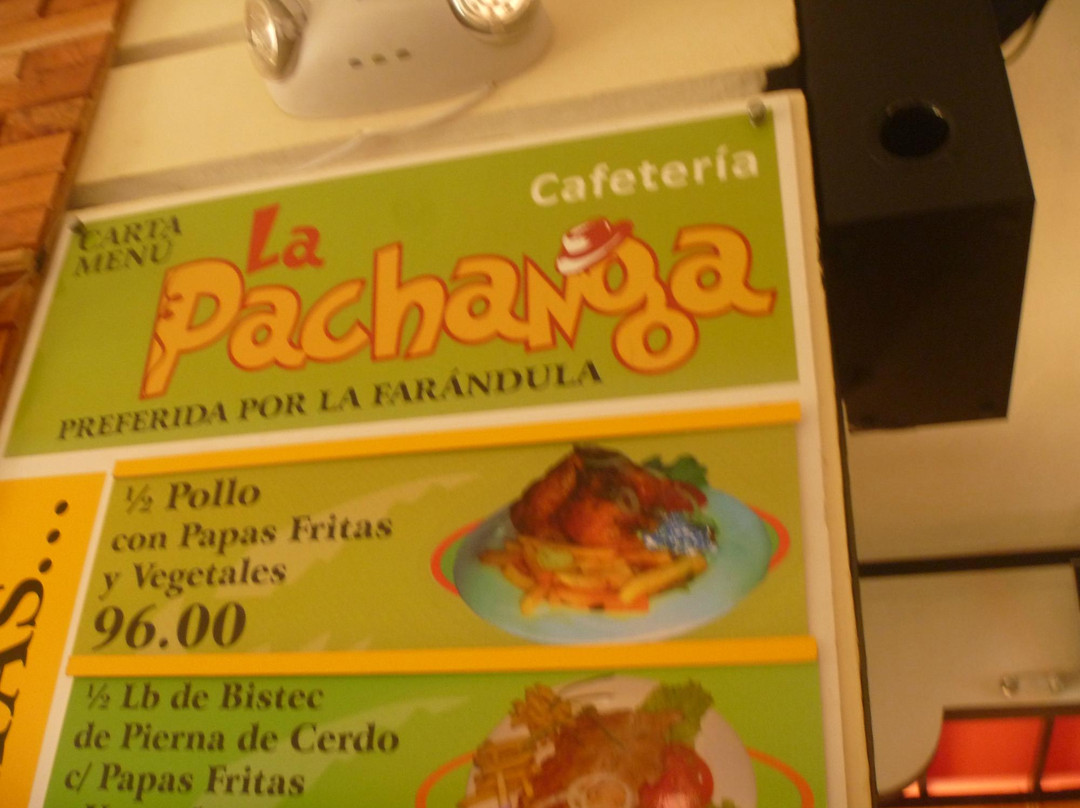 Cafetería
CARTA
MENÚ
La
Pachanga
PREFERIDA POR LA FARÁNDULA
½ Pollo
con Papas Fritas
y Vegetales
96.00
½ Lb de Bistec
de Pierna de Cerdo
c/ Papas Fritas